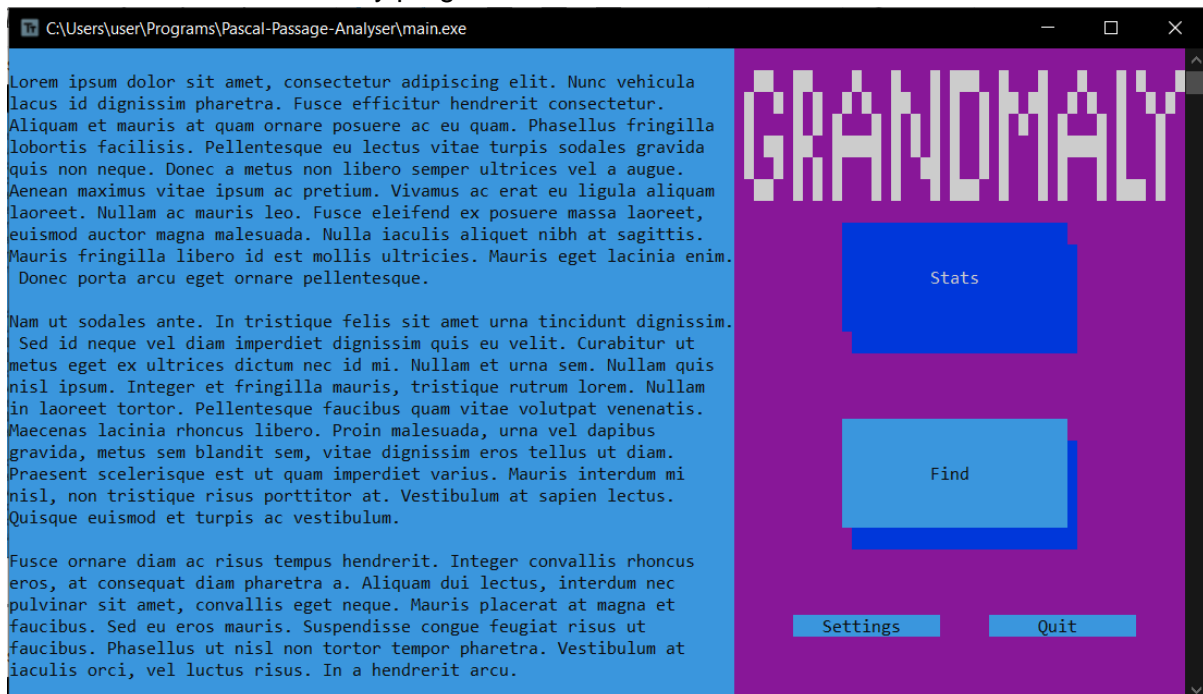 C:\Users\user\Programs\Pascal-Passage-Analyser\main.exe
Lorem ipsum dolor sit amet, consectetur adipiscing elit. Nunc vehicula
lacus id dignissim pharetra. Fusce efficitur hendrerit consectetur.
Aliquam et mauris at quam ornare posuere ac eu quam. Phasellus fringilla
lobortis facilisis. Pellentesque eu lectus vitae turpis sodales gravida
quis non neque. Donec a metus non libero semper ultrices vel a augue.
Aenean maximus vitae ipsum ac pretium. Vivamus ac erat eu ligula aliquam
laoreet. Nullam ac mauris leo. Fusce eleifend ex posuere massa laoreet,
euismod auctor magna malesuada. Nulla iaculis aliquet nibh at sagittis.
Mauris fringilla libero id est mollis ultricies. Mauris eget lacinia enim.
Donec porta arcu eget ornare pellentesque.
Nam ut sodales ante. In tristique felis sit amet urna tincidunt dignissim.
Sed id neque vel diam imperdiet dignissim quis eu velit. Curabitur ut
metus eget ex ultrices dictum nec id mi. Nullam et urna sem. Nullam quis
nisl ipsum. Integer et fringilla mauris, tristique rutrum lorem. Nullam
in laoreet tortor. Pellentesque faucibus quam vitae volutpat venenatis.
Maecenas lacinia rhoncus libero. Proin malesuada, urna vel dapibus
gravida, metus sem blandit sem, vitae dignissim eros tellus ut diam.
Praesent scelerisque est ut quam imperdiet varius. Mauris interdum mi
nisl, non tristique risus porttitor at. Vestibulum at sapien lectus.
Quisque euismod et turpis ac vestibulum.
Fusce ornare diam ac risus tempus hendrerit. Integer convallis rhoncus
eros, at consequat diam pharetra a. Aliquam dui lectus, interdum nec
pulvinar sit amet, convallis eget neque. Mauris placerat at magna et
faucibus. Sed eu eros mauris. Suspendisse congue feugiat risus ut
faucibus. Phasellus ut nisl non tortor tempor pharetra. Vestibulum at
iaculis orci, vel luctus risus. In a hendrerit arcu.
GRANDMALY
Stats
Find
Settings
Quit